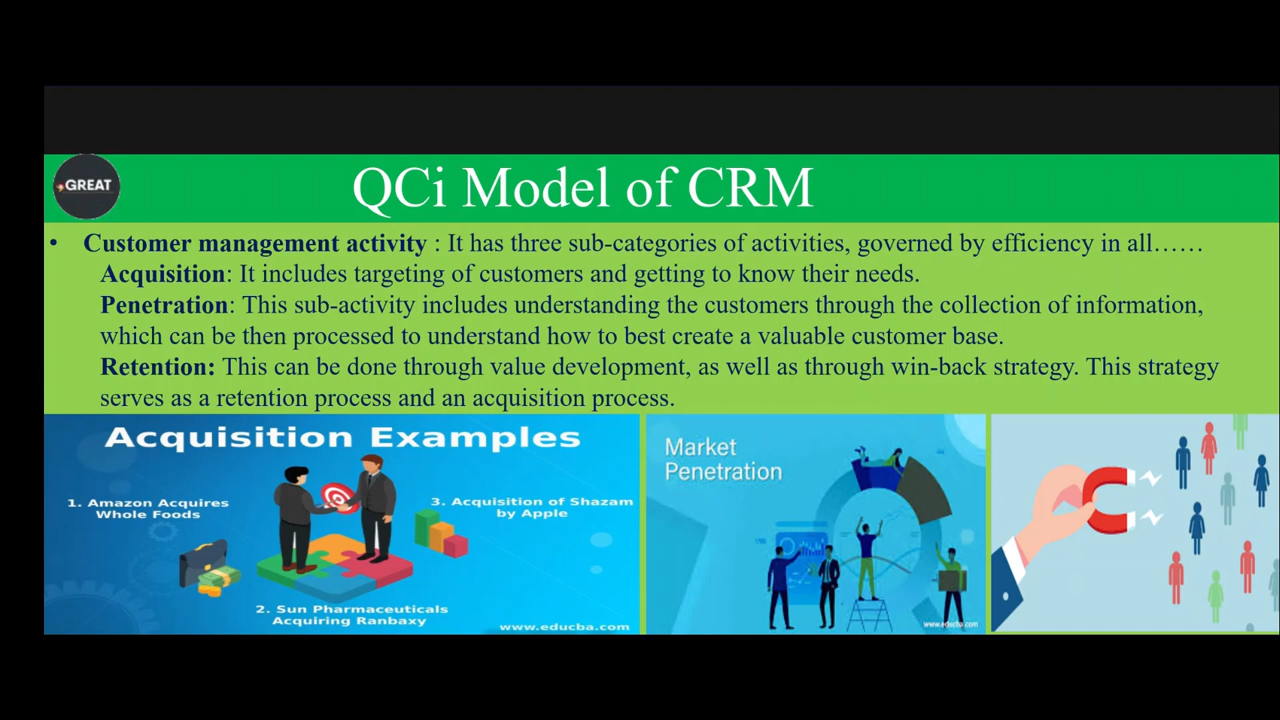 GREAT
QCi Model of CRM
• Customer management activity : It has three sub-categories of activities, governed by efficiency in all……
Acquisition: It includes targeting of customers and getting to know their needs.
Penetration: This sub-activity includes understanding the customers through the collection of information,
which can be then processed to understand how to best create a valuable customer base.
Retention: This can be done through value development, as well as through win-back strategy. This strategy
serves as a retention process and an acquisition process.
Acquisition Examples
1. Amazon Acquires
Whole Foods
3. Acquisition of Shazam
by Apple
2. Sun Pharmaceuticals
Acquiring Ranbaxy
www.educba.com
Market
Penetration
www.educba.com